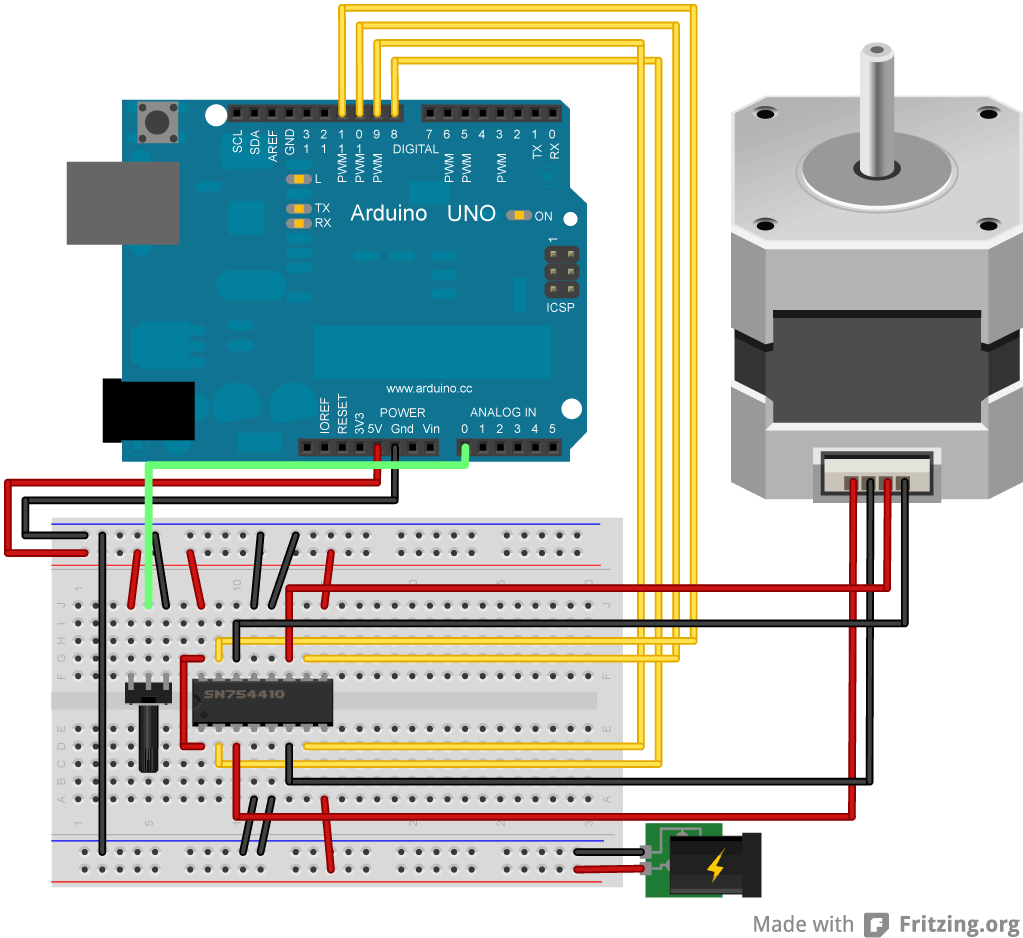 SCL
SDA
AREF
GND
13
12
PWM 11
PWM 10
PWM 9
8
7
PWM 6
PWM 5
4
PWM 3
2
TX 1
RX 0
DIGITAL
L
TX
RX
Arduino UNO
ON
1
ICSP
www.arduino.cc
IOREF
RESET
3V3
POWER
5V Gnd Vin
ANALOG IN
0 1 2 3 4 5
1 10
J J
I I
H H
G G
F F
SN754410
E E
D D
C C
B B
A A
1 5
Made with Fritzing.org